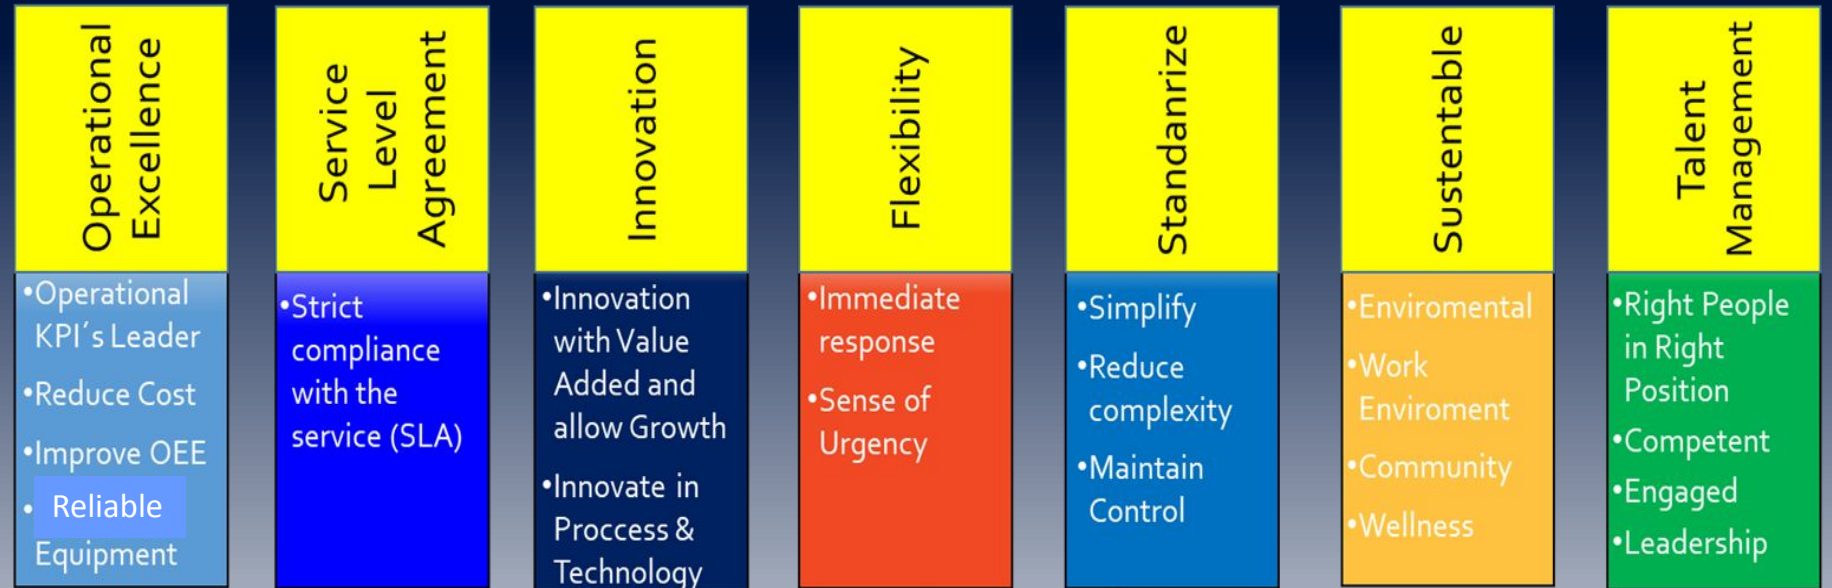 Operational
Excellence
•Operational
KPI´s Leader
•Reduce Cost
•Improve OEE
• Reliable
Equipment
Service
Level
Agreement
•Strict
compliance
with the
service (SLA)
Innovation
•Innovation
with Value
Added and
allow Growth
•Innovate in
Proccess &
Technology
Flexibility
•Immediate
response
•Sense of
Urgency
Standanrize
•Simplify
•Reduce
complexity
•Maintain
Control
Sustentable
•Enviromental
•Work
Enviroment
•Community
•Wellness
Talent
Management
•Right People
in Right
Position
•Competent
•Engaged
•Leadership